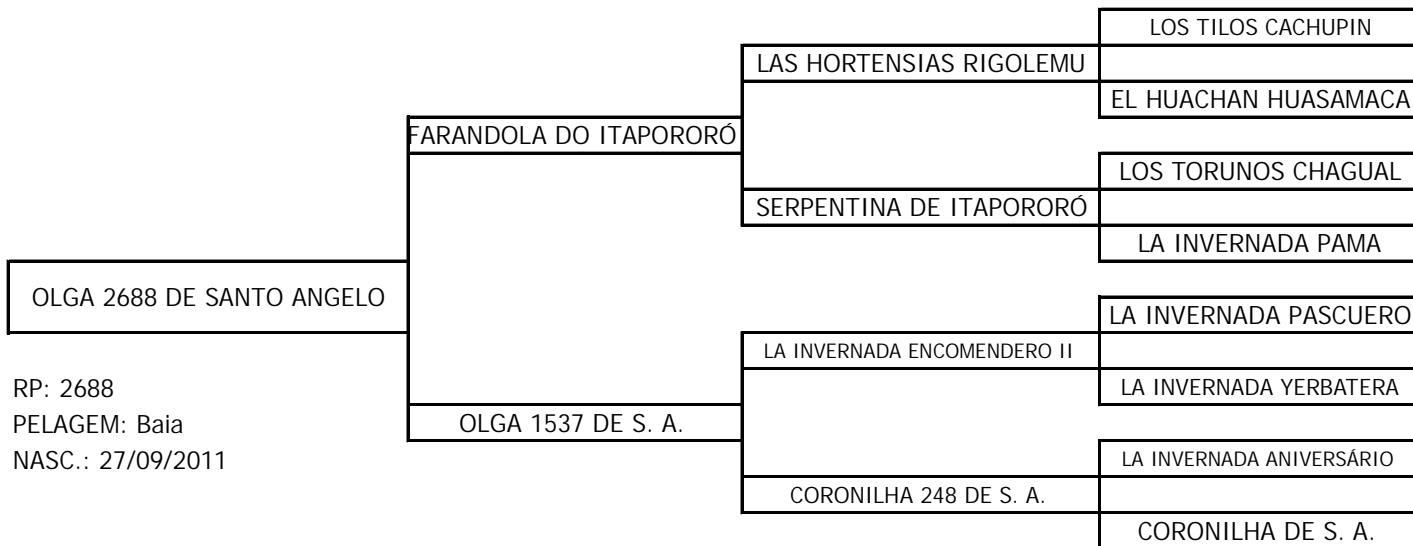 LOS TILOS CACHUPIN
LAS HORTENSIAS RIGOLEMU
EL HUACHAN HUASAMACA
FARANDOLA DO ITAPORORÓ
LOS TORUNOS CHAGUAL
SERPENTINA DE ITAPORORÓ
LA INVERNADA PAMA
OLGA 2688 DE SANTO ANGELO
LA INVERNADA PASCUERO
LA INVERNADA ENCOMENDERO II
LA INVERNADA YERBATERA
RP: 2688
PELAGEM: Baia
OLGA 1537 DE S. A.
NASC.: 27/09/2011
LA INVERNADA ANIVERSÁRIO
CORONILHA 248 DE S. A.
CORONILHA DE S. A.